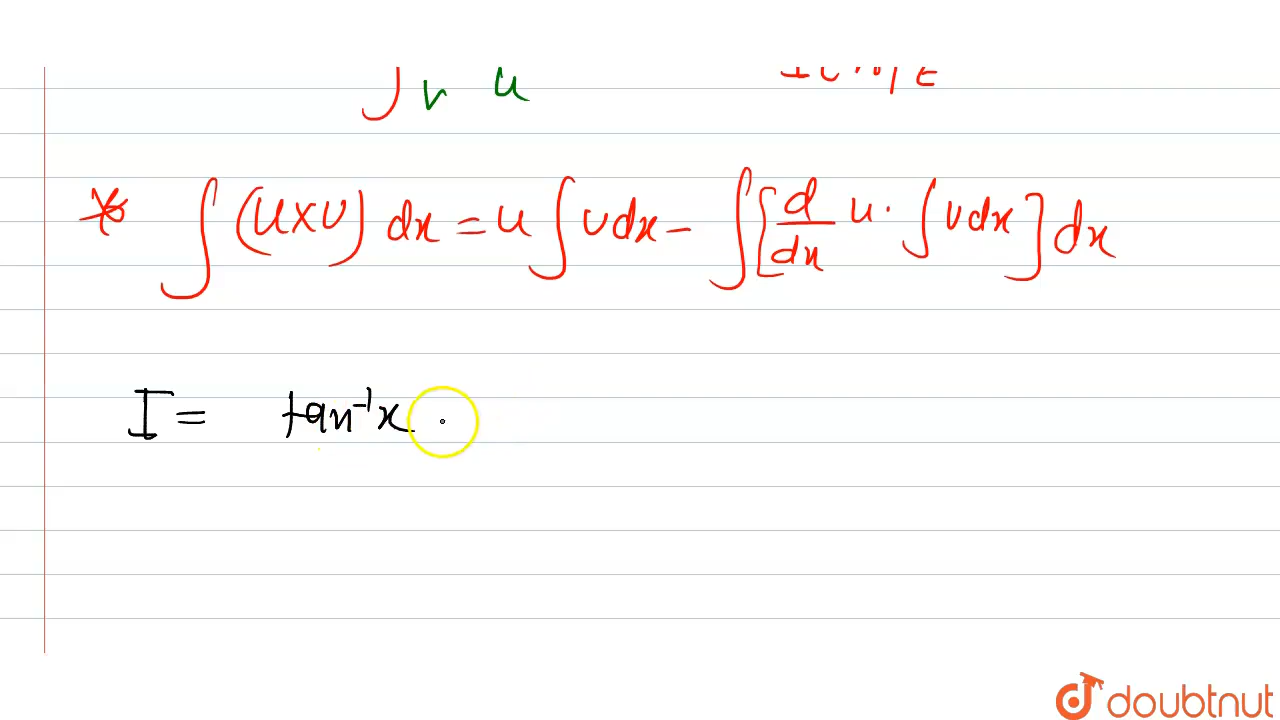 ∫ v u
∫(u×v) dx = u ∫ v dx − ∫[d/dx u · ∫ v dx] dx
I = tan⁻¹x ·
doubtnut